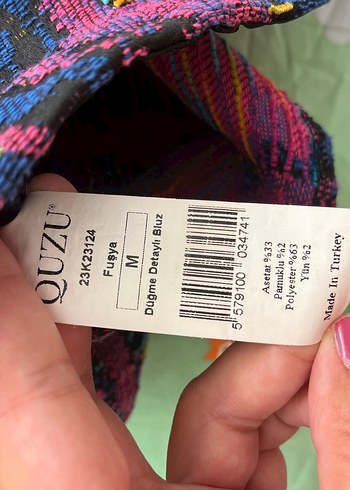 QUZU®
23K23124
Fuşya
M
Düğme Detaylı Bluz
5 579100 034741
Asetat %33
Pamuklu %2
Polyester %63
Yün %2
Made In Turkey